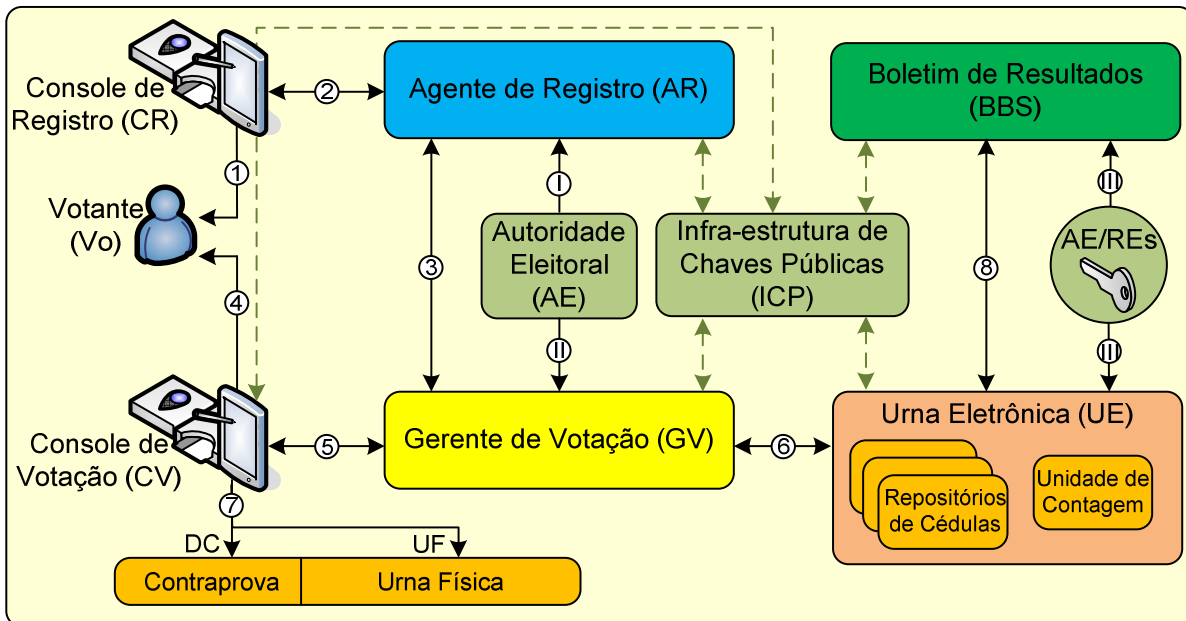 Console de
Registro (CR)
2
Agente de Registro (AR)
Boletim de Resultados
(BBS)
1
Votante
(Vo)
I
III
Autoridade
Eleitoral
(AE)
Infra-estrutura de
Chaves Públicas
(ICP)
AE/REs
3
8
4
II
III
Console de
Votação (CV)
5
Gerente de Votação (GV)
6
Urna Eletrônica (UE)
Repositórios
de Cédulas
Unidade de
Contagem
7
DC
UF
Contraprova
Urna Física